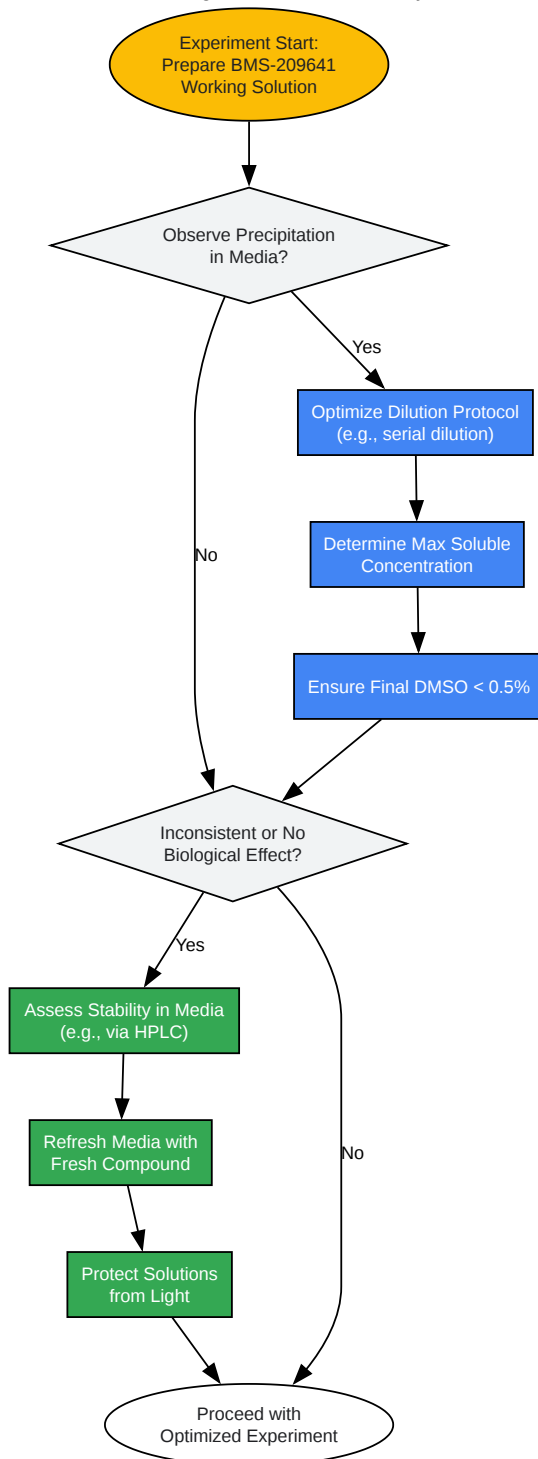 Experiment Start:
Prepare BMS-209641
Working Solution
Observe Precipitation
in Media?
Yes
Optimize Dilution Protocol
(e.g., serial dilution)
Determine Max Soluble
Concentration
No
Ensure Final DMSO < 0.5%
Inconsistent or No
Biological Effect?
Yes
Assess Stability in Media
(e.g., via HPLC)
Refresh Media with
Fresh Compound
No
Protect Solutions
from Light
Proceed with
Optimized Experiment